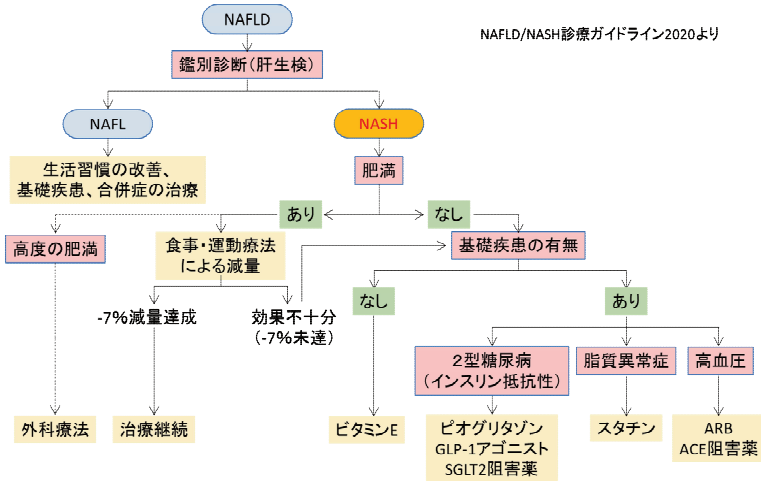 NAFLD
NAFLD/NASH診療ガイドライン2020より
鑑別診断(肝生検)
NAFL
NASH
生活習慣の改善、
基礎疾患、合併症の治療
肥満
あり
なし
高度の肥満
食事・運動療法
による減量
基礎疾患の有無
-7%減量達成
効果不十分
(-7%未達)
なし
あり
2型糖尿病
(インスリン抵抗性)
脂質異常症
高血圧
外科療法
治療継続
ビタミンE
ピオグリタゾン
GLP-1アゴニスト
SGLT2阻害薬
スタチン
ARB
ACE阻害薬